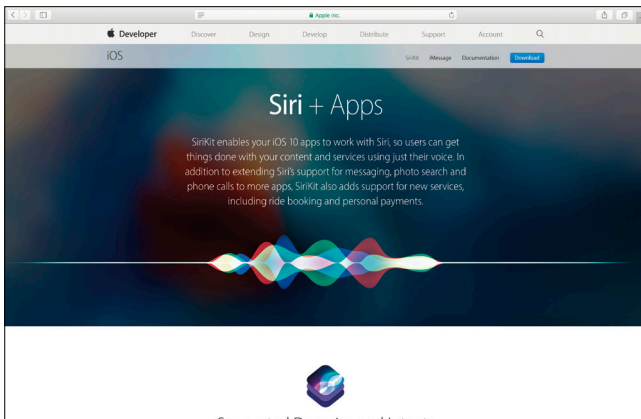 Apple Inc.
Developer Discover Design Develop Distribute Support Account
iOS SiriKit iMessage Documentation Download
Siri + Apps
SiriKit enables your iOS 10 apps to work with Siri, so users can get
things done with your content and services using just their voice. In
addition to extending Siri's support for messaging, photo search and
phone calls to more apps, SiriKit also adds support for new services,
including ride booking and personal payments.